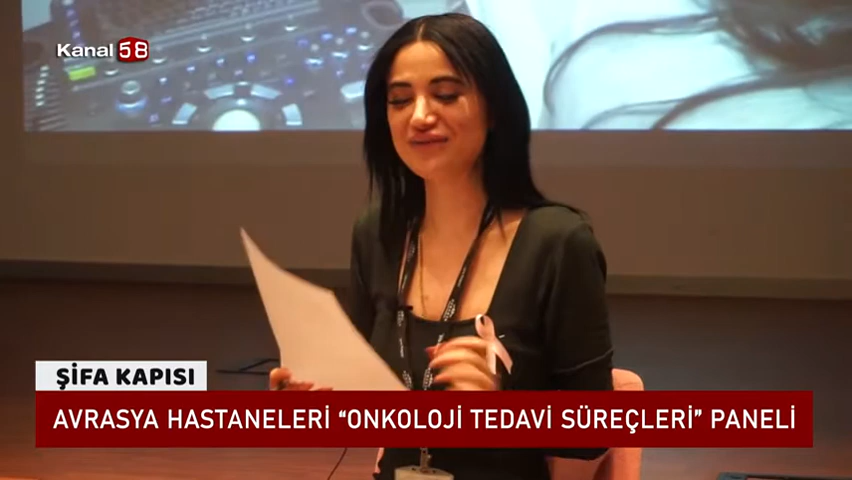 Kanal 58
ŞİFA KAPISI
AVRASYA HASTANELERİ “ONKOLOJİ TEDAVİ SÜREÇLERİ” PANELİ